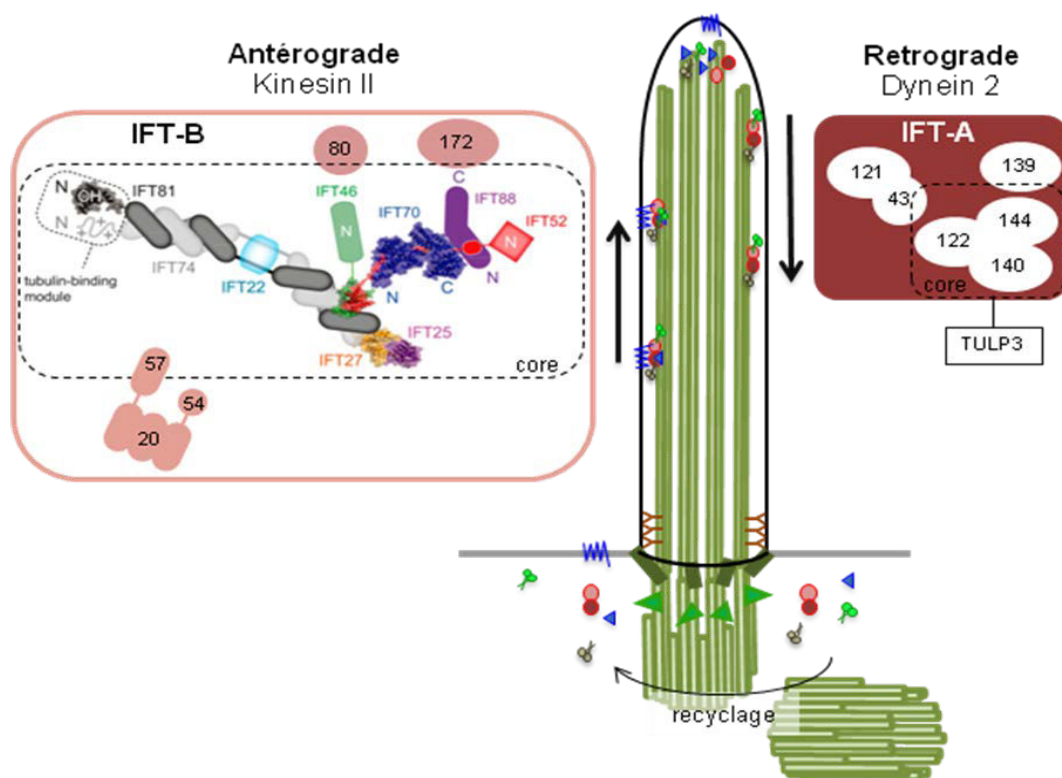 Antérograde
Kinesin II
IFT-B
80
172
N
CH
N
IFT81
IFT74
tubulin-binding
module
IFT22
IFT46
N
IFT70
N
C
C
IFT88
N
IFT52
N
IFT25
IFT27
core
57
54
20
Retrograde
Dynein 2
IFT-A
121
43
139
144
122
140
core
TULP3
recyclage